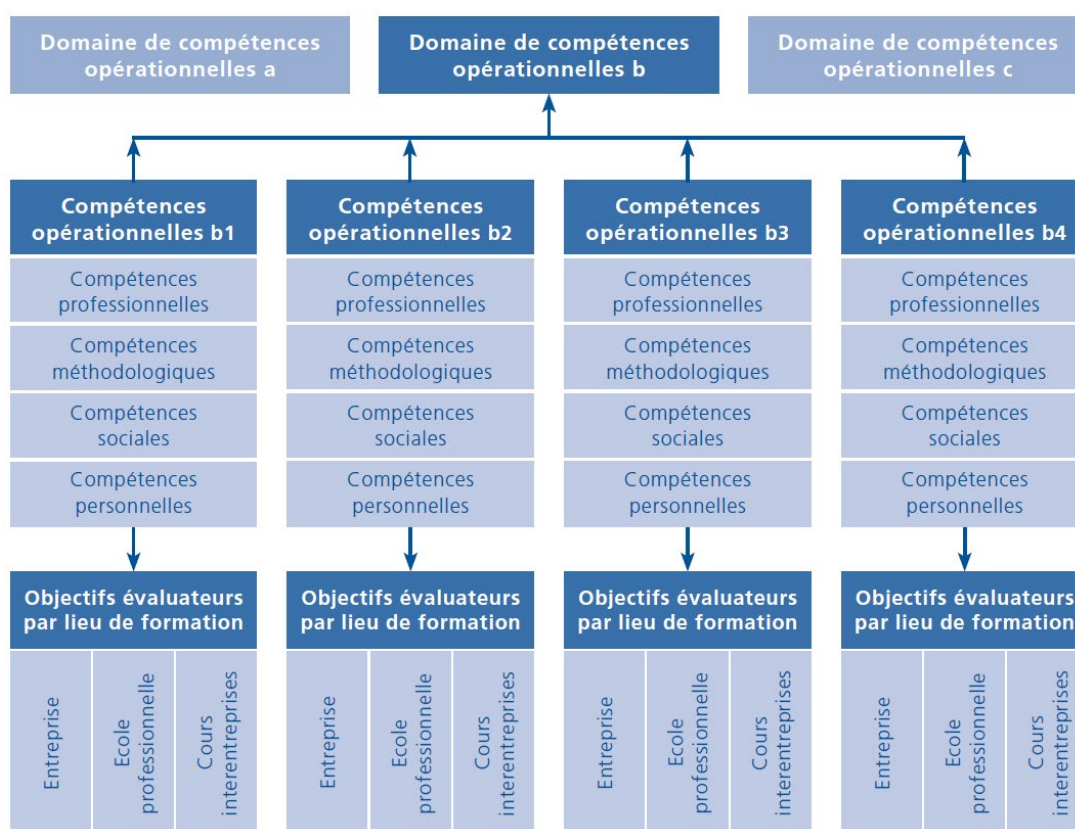 Domaine de compétences
opérationnelles a
Domaine de compétences
opérationnelles b
Domaine de compétences
opérationnelles c
Compétences
opérationnelles b1
Compétences
professionnelles
Compétences
méthodologiques
Compétences
sociales
Compétences
personnelles
Objectifs évaluateurs
par lieu de formation
Entreprise
Ecole
professionnelle
Cours
interentreprises
Compétences
opérationnelles b2
Compétences
professionnelles
Compétences
méthodologiques
Compétences
sociales
Compétences
personnelles
Objectifs évaluateurs
par lieu de formation
Entreprise
Ecole
professionnelle
Cours
interentreprises
Compétences
opérationnelles b3
Compétences
professionnelles
Compétences
méthodologiques
Compétences
sociales
Compétences
personnelles
Objectifs évaluateurs
par lieu de formation
Entreprise
Ecole
professionnelle
Cours
interentreprises
Compétences
opérationnelles b4
Compétences
professionnelles
Compétences
méthodologiques
Compétences
sociales
Compétences
personnelles
Objectifs évaluateurs
par lieu de formation
Entreprise
Ecole
professionnelle
Cours
interentreprises